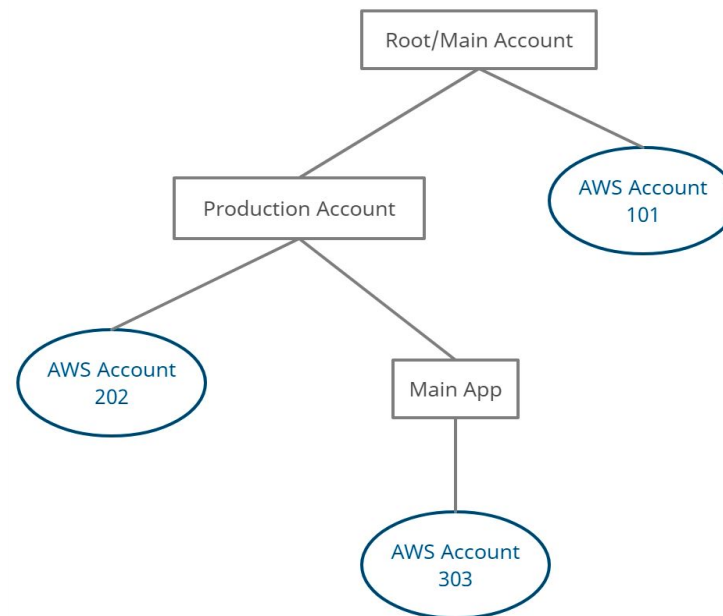 Root/Main Account
AWS Account
101
Production Account
AWS Account
202
Main App
AWS Account
303